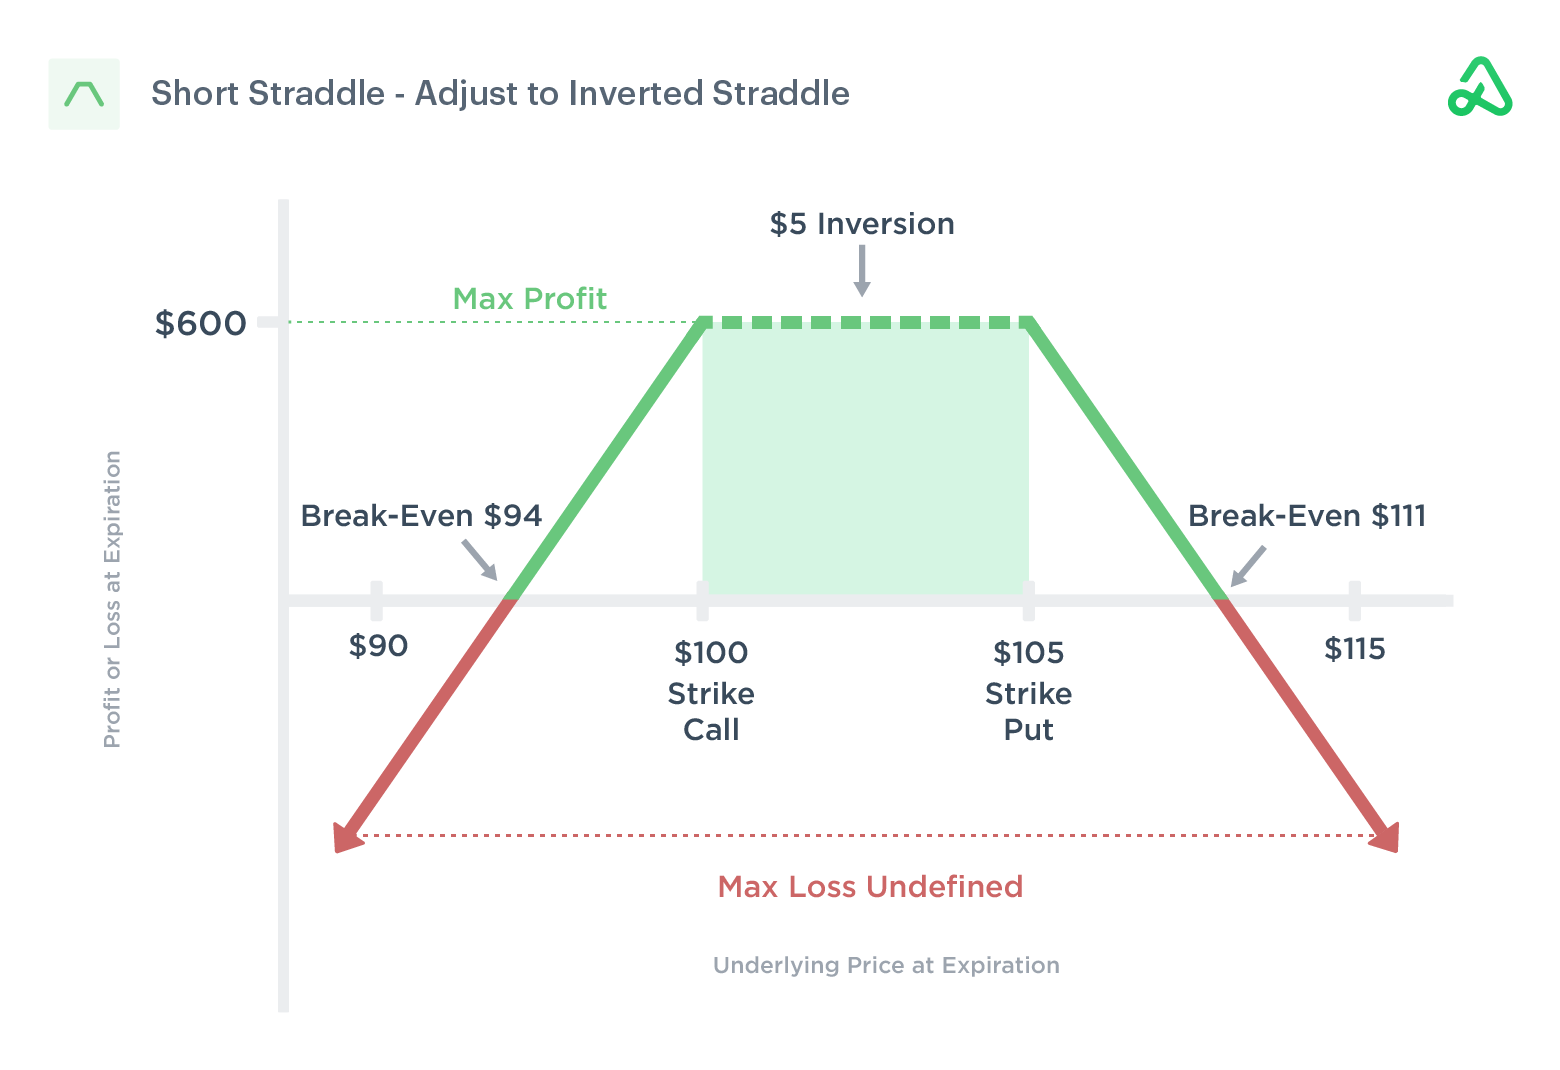 Short Straddle - Adjust to Inverted Straddle
$5 Inversion
Max Profit
$600
Profit or Loss at Expiration
Break-Even $94
Break-Even $111
$90
$100
Strike
Call
$105
Strike
Put
$115
Max Loss Undefined
Underlying Price at Expiration